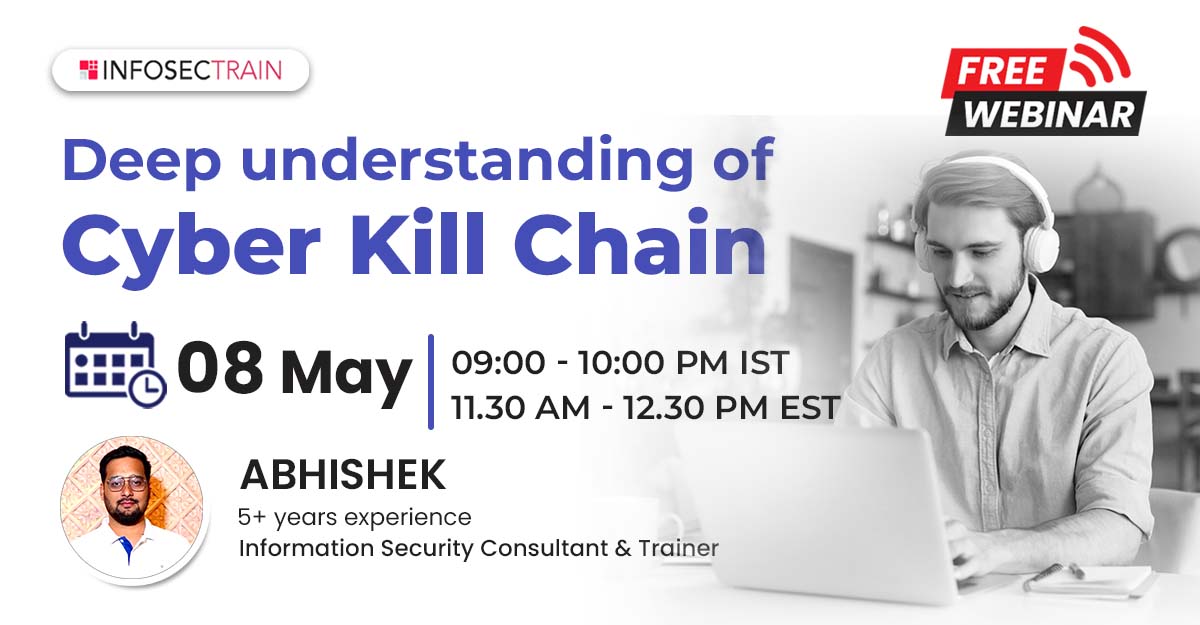 INFOSECTRAIN
FREE
WEBINAR
Deep understanding of
Cyber Kill Chain
08 May
09:00 - 10:00 PM IST
11.30 AM - 12.30 PM EST
ABHISHEK
5+ years experience
Information Security Consultant & Trainer